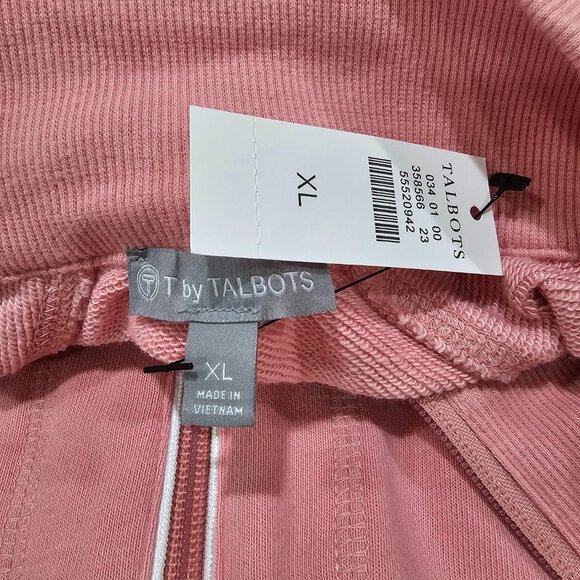 TALBOTS
034 01 00
358566 23
55520942
XL
T by TALBOTS
XL
MADE IN
VIETNAM